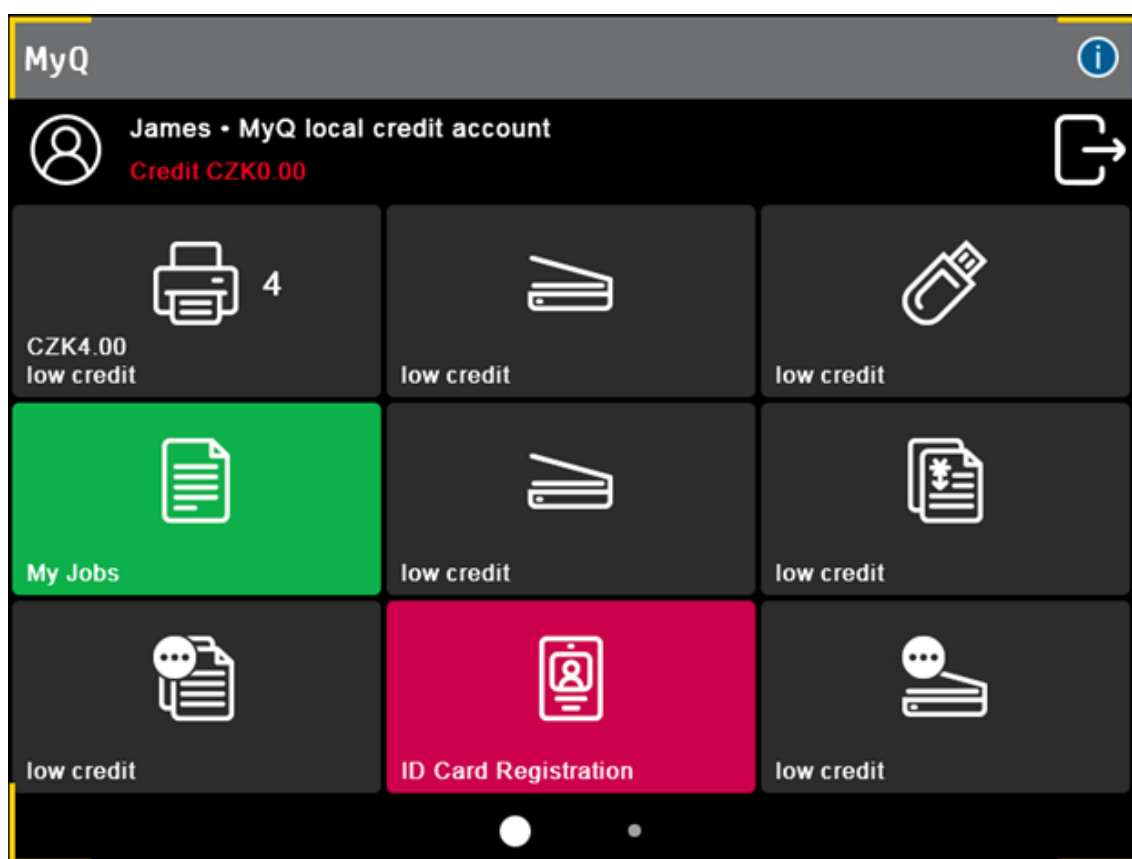 MyQ
James • MyQ local credit account
Credit CZK0.00
4
CZK4.00
low credit
low credit
low credit
My Jobs
low credit
low credit
low credit
ID Card Registration
low credit